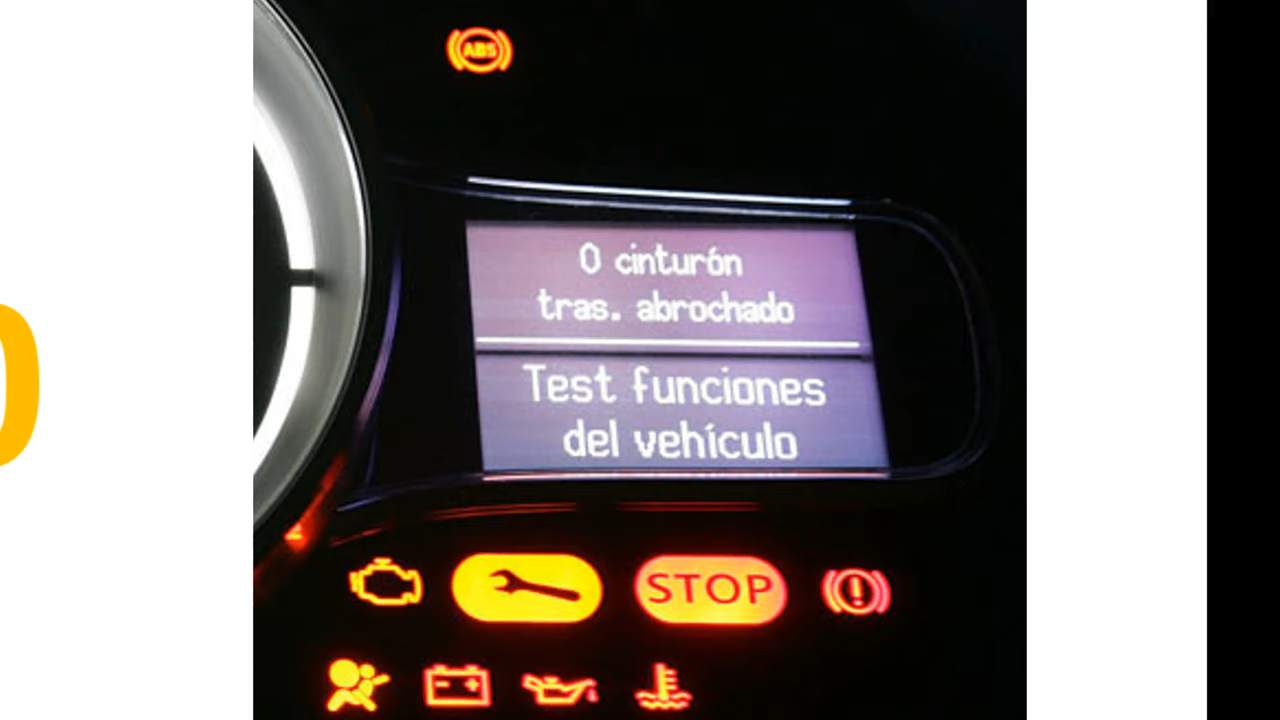 ABS
0 cinturón
tras. abrochado
Test funciones
del vehículo
STOP